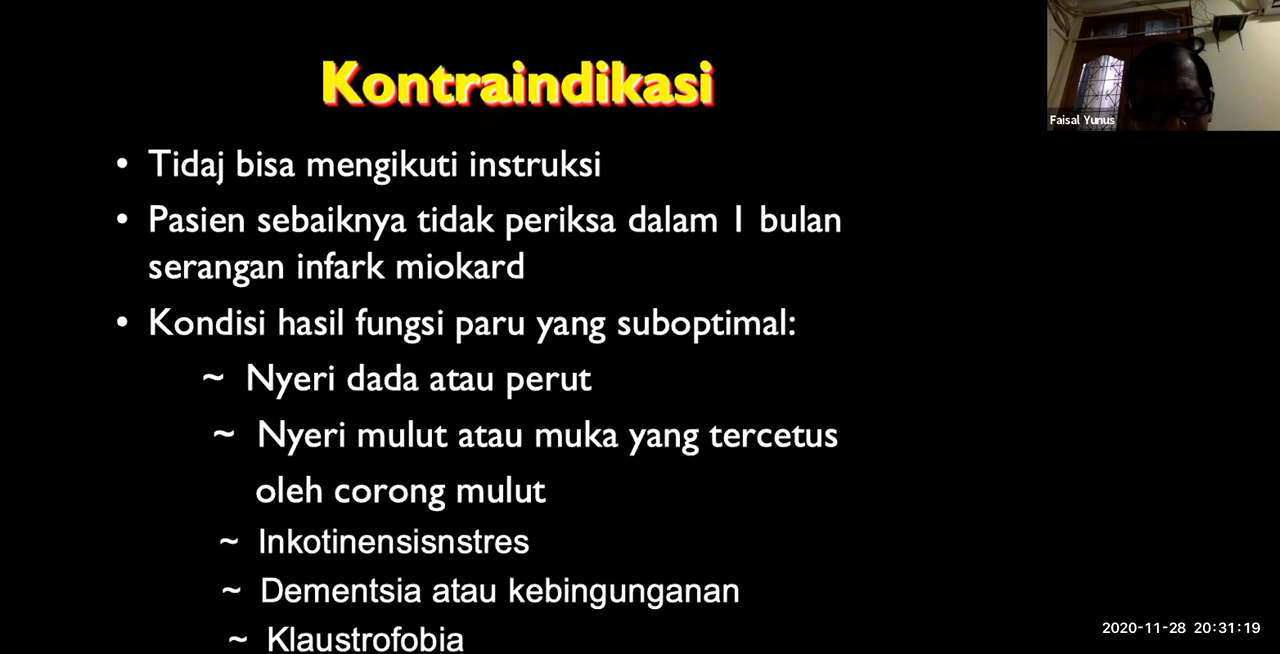 Kontraindikasi
Faisal Yunus
• Tidaj bisa mengikuti instruksi
• Pasien sebaiknya tidak periksa dalam 1 bulan
serangan infark miokard
• Kondisi hasil fungsi paru yang suboptimal:
~ Nyeri dada atau perut
~ Nyeri mulut atau muka yang tercetus
oleh corong mulut
~ Inkotinensisnstres
~ Dementsia atau kebingunganan
~ Klaustrofobia
2020-11-28 20:31:19